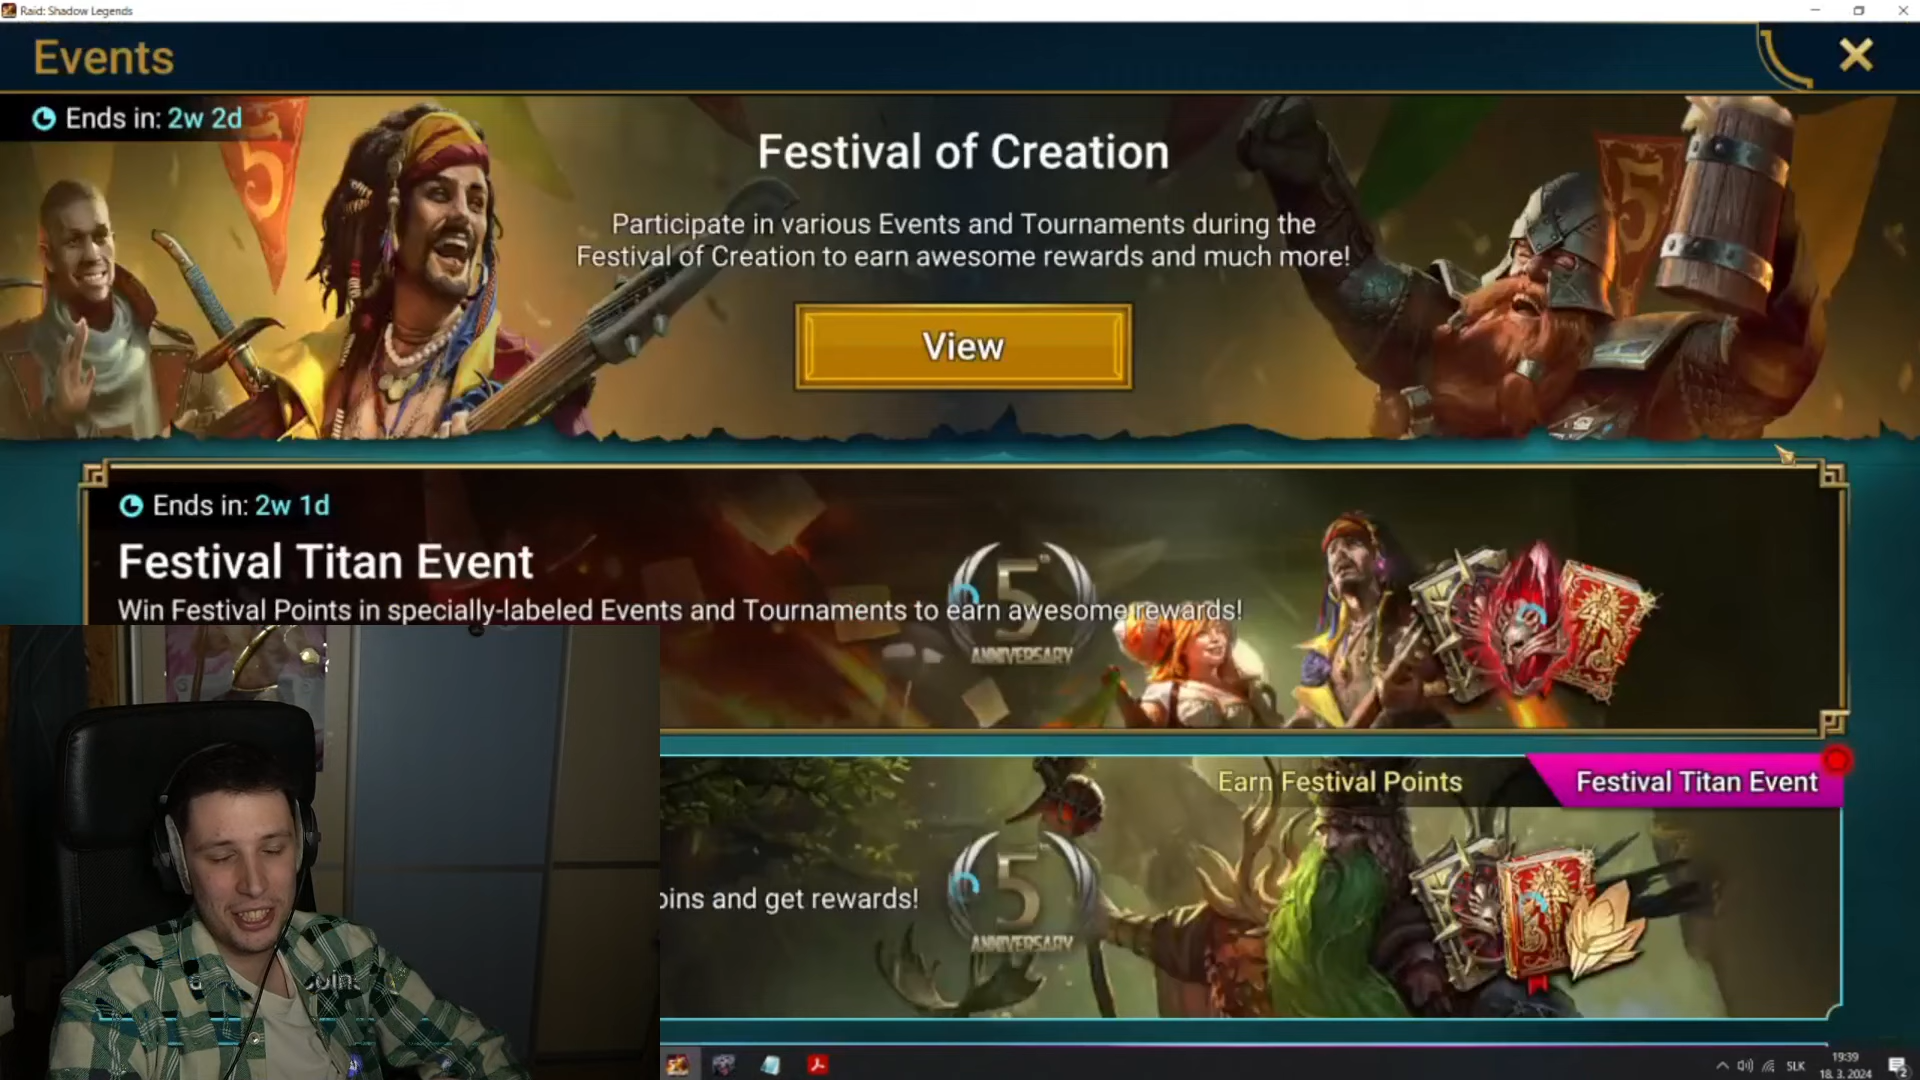 Raid: Shadow Legends
Events
Ends in: 2w 2d
5
5
Festival of Creation
Participate in various Events and Tournaments during the
Festival of Creation to earn awesome rewards and much more!
View
Ends in: 2w 1d
Festival Titan Event
Win Festival Points in specially-labeled Events and Tournaments to earn awesome rewards!
5th
ANNIVERSARY
Earn Festival Points
Festival Titan Event
oins and get rewards!
5th
ANNIVERSARY
SLK
19:39
18. 3. 2024
2